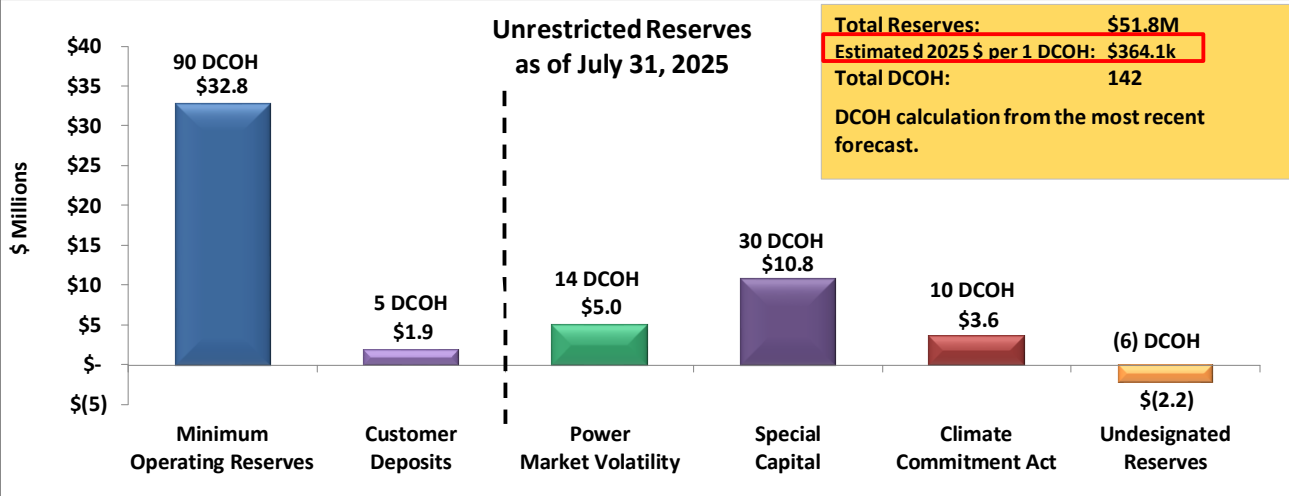 Unrestricted Reserves
as of July 31, 2025
Total Reserves: $51.8M
Estimated 2025 $ per 1 DCOH: $364.1k
Total DCOH: 142
DCOH calculation from the most recent
forecast.
$ Millions
$40
$35
$30
$25
$20
$15
$10
$5
$-
$(5)
90 DCOH
$32.8
5 DCOH
$1.9
14 DCOH
$5.0
30 DCOH
$10.8
10 DCOH
$3.6
(6) DCOH
$(2.2)
Minimum
Operating Reserves
Customer
Deposits
Power
Market Volatility
Special
Capital
Climate
Commitment Act
Undesignated
Reserves